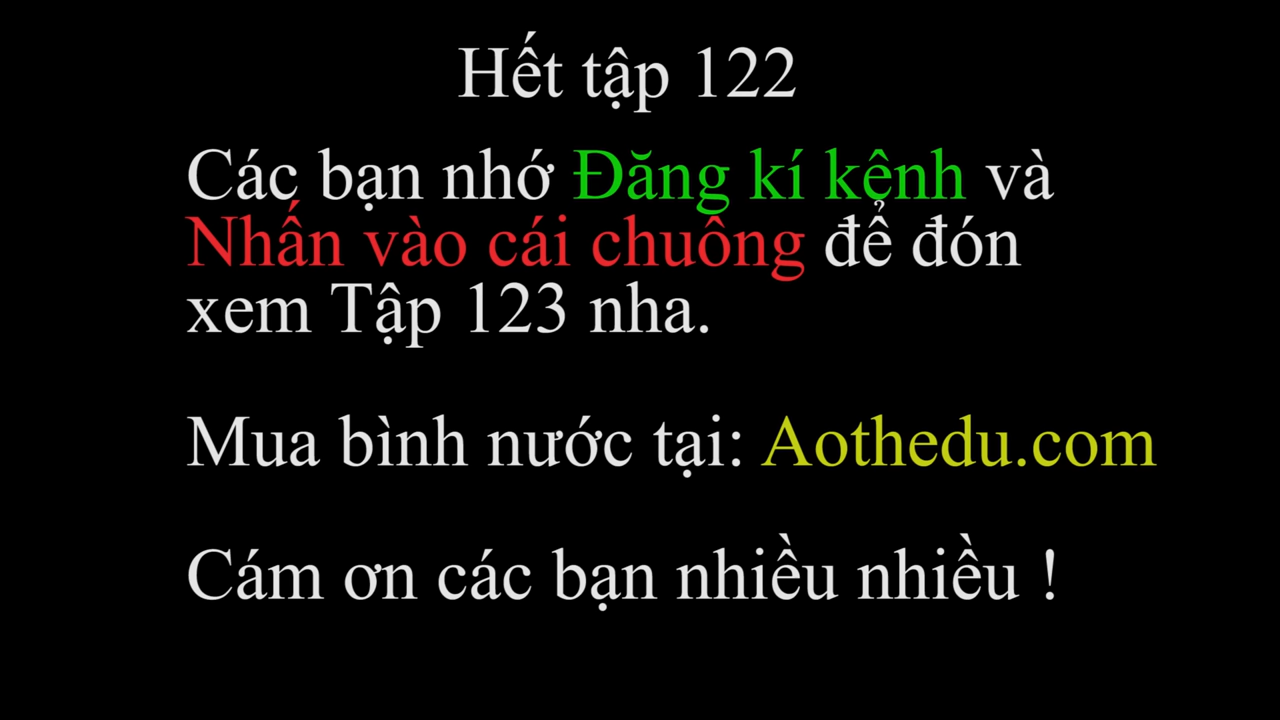 Hết tập 122
Các bạn nhớ Đăng kí kênh và
Nhấn vào cái chuông để đón
xem Tập 123 nha.
Mua bình nước tại: Aothedu.com
Cám ơn các bạn nhiều nhiều !